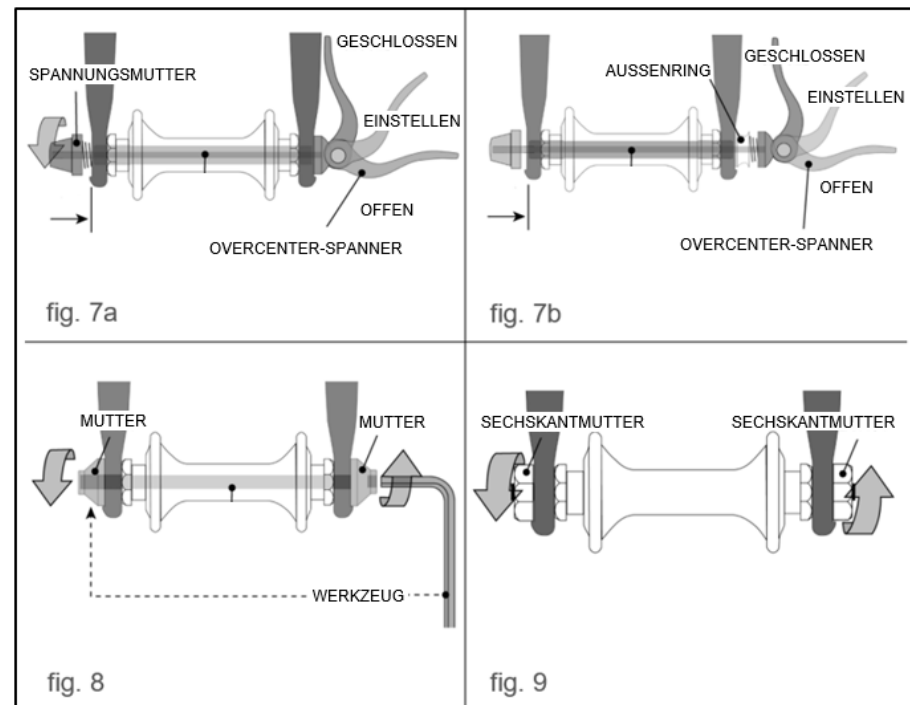 GESCHLOSSEN
SPANNUNGSMUTTER
EINSTELLEN
OFFEN
OVERCENTER-SPANNER
fig. 7a
GESCHLOSSEN
AUSSENRING
EINSTELLEN
OFFEN
OVERCENTER-SPANNER
fig. 7b
MUTTER
MUTTER
WERKZEUG
fig. 8
SECHSKANTMUTTER
SECHSKANTMUTTER
fig. 9